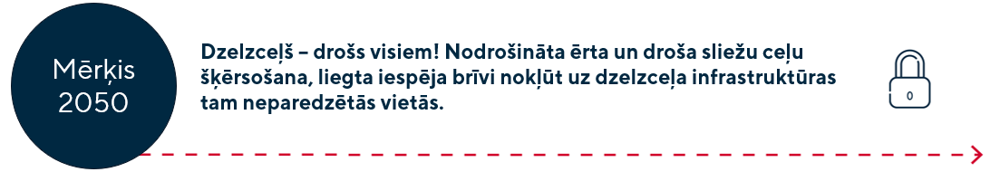 Mērķis
2050
Dzelzceļš – drošs visiem! Nodrošināta ērta un droša sliežu ceļu
šķērsošana, liegta iespēja brīvi nokļūt uz dzelzceļa infrastruktūras
tam neparedzētās vietās.
0